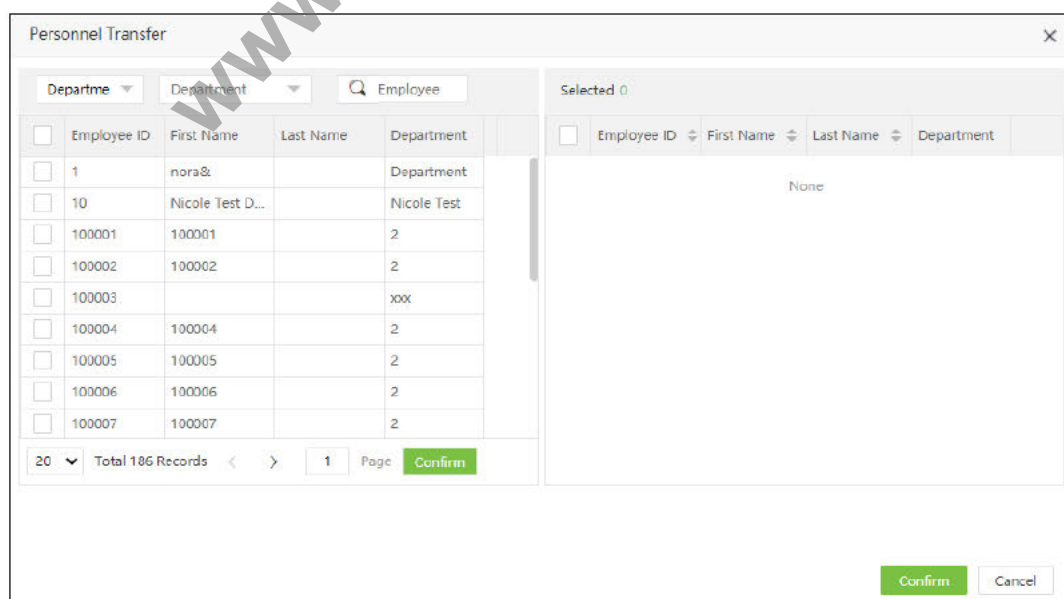 Personnel Transfer
Departme Department Employee
Employee ID First Name Last Name Department
1 nora& Department
10 Nicole Test D... Nicole Test
100001 100001 2
100002 100002 2
100003 xxx
100004 100004 2
100005 100005 2
100006 100006 2
100007 100007 2
20 Total 186 Records < > 1 Page Confirm
Selected 0
Employee ID First Name Last Name Department
None
Confirm Cancel
www